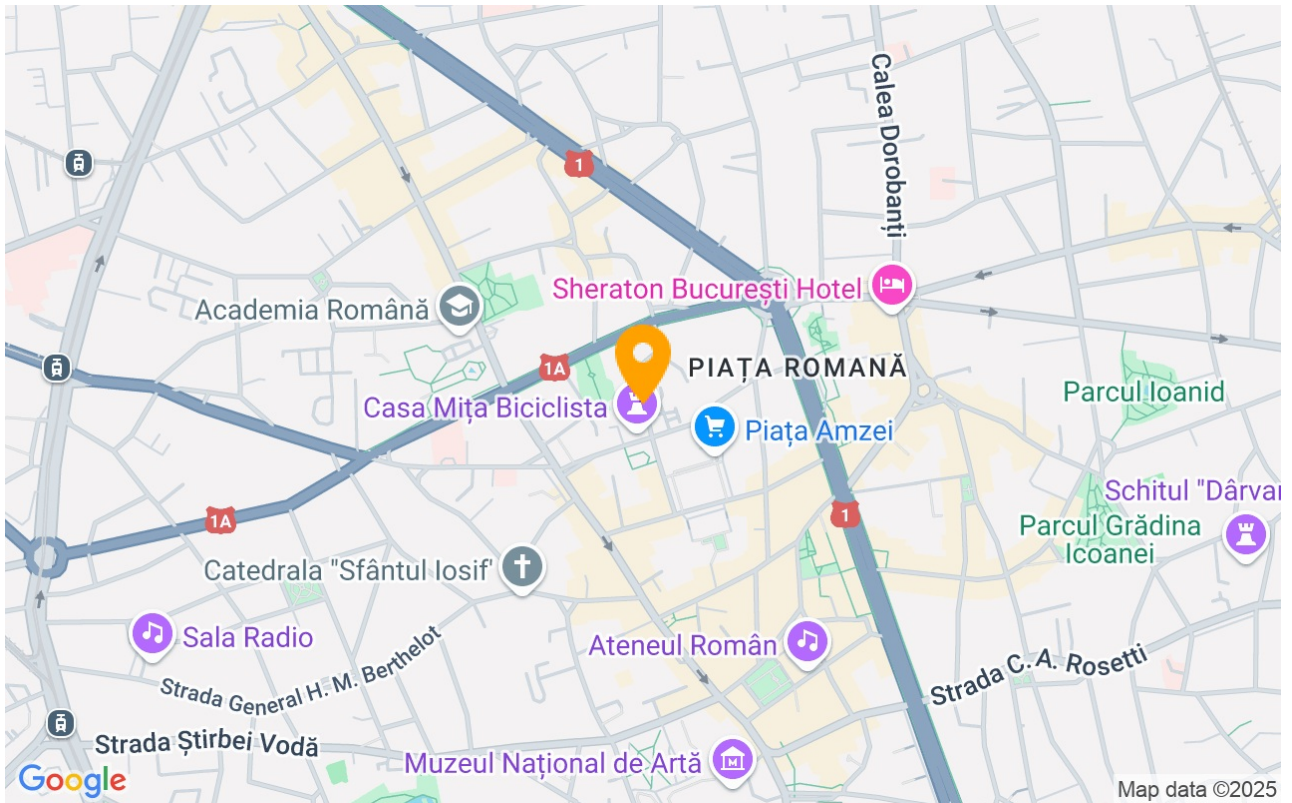 Calea Dorobanți
1
Sheraton București Hotel
Academia Română
1A
PIAȚA ROMANĂ
Parcul Ioanid
Casa Mița Biciclista
Piața Amzei
Schitul "Dârvar
1A
1
Parcul Grădina
Icoanei
Catedrala "Sfântul Iosif'
Sala Radio
Ateneul Român
Strada General H. M. Berthelot
Strada C. A. Rosetti
Strada Știrbei Vodă
Muzeul Național de Artă
M
Google
Map data ©2025